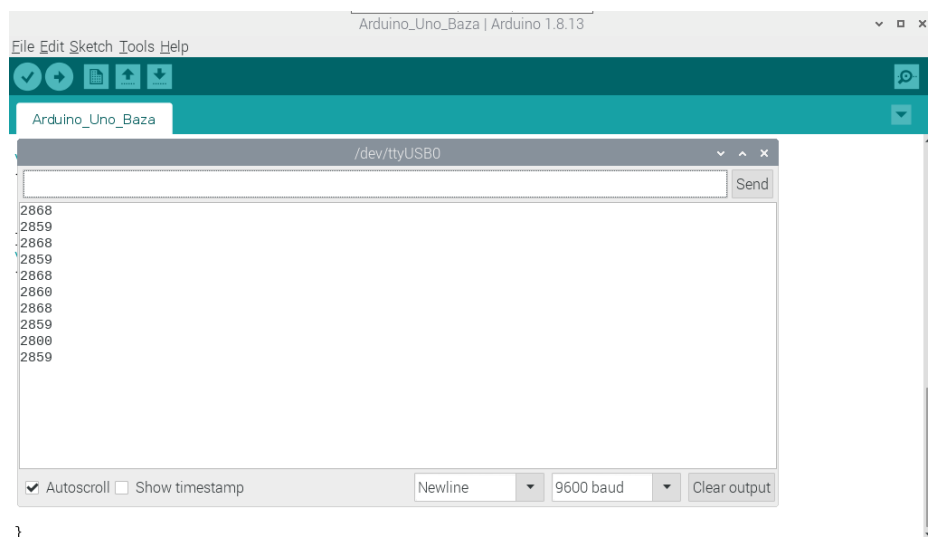 Arduino_Uno_Baza | Arduino 1.8.13
File Edit Sketch Tools Help
Arduino_Uno_Baza
/dev/ttyUSB0
Send
2868
2859
2868
2859
2868
2860
2868
2859
2800
2859
Autoscroll Show timestamp Newline 9600 baud Clear output
}